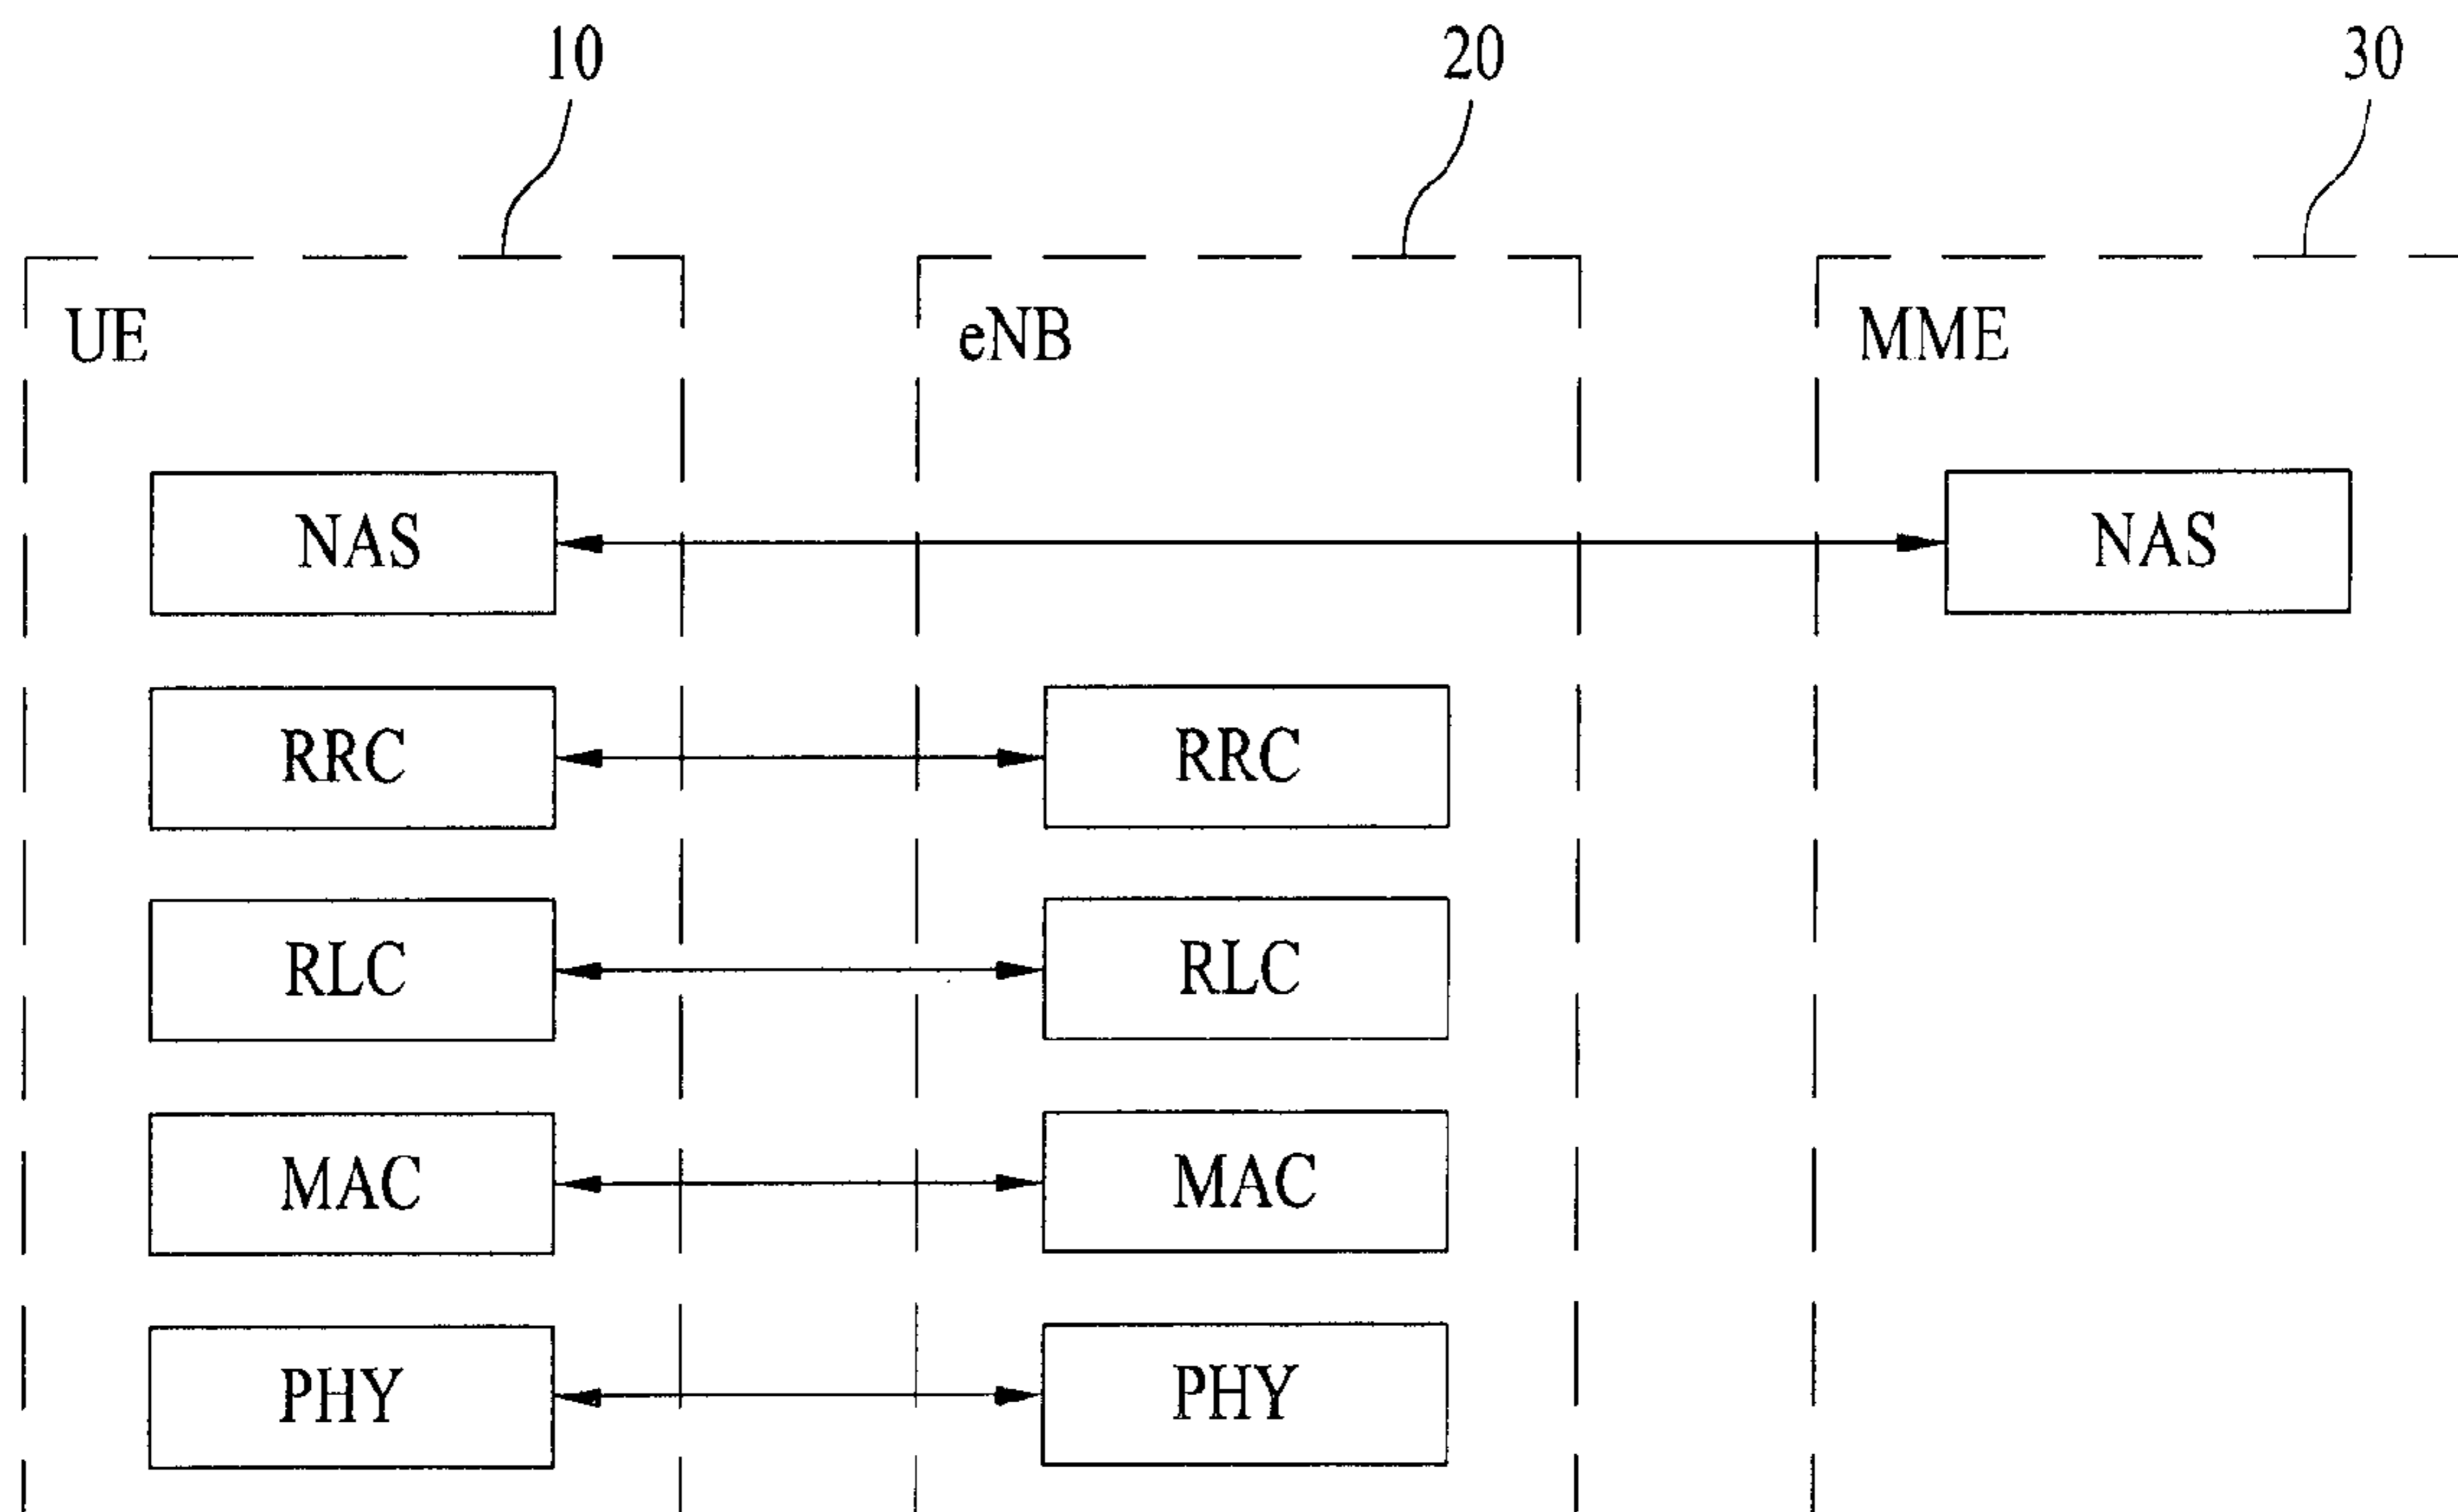 10 20 30
UE eNB MME
NAS NAS
RRC RRC
RLC RLC
MAC MAC
PHY PHY